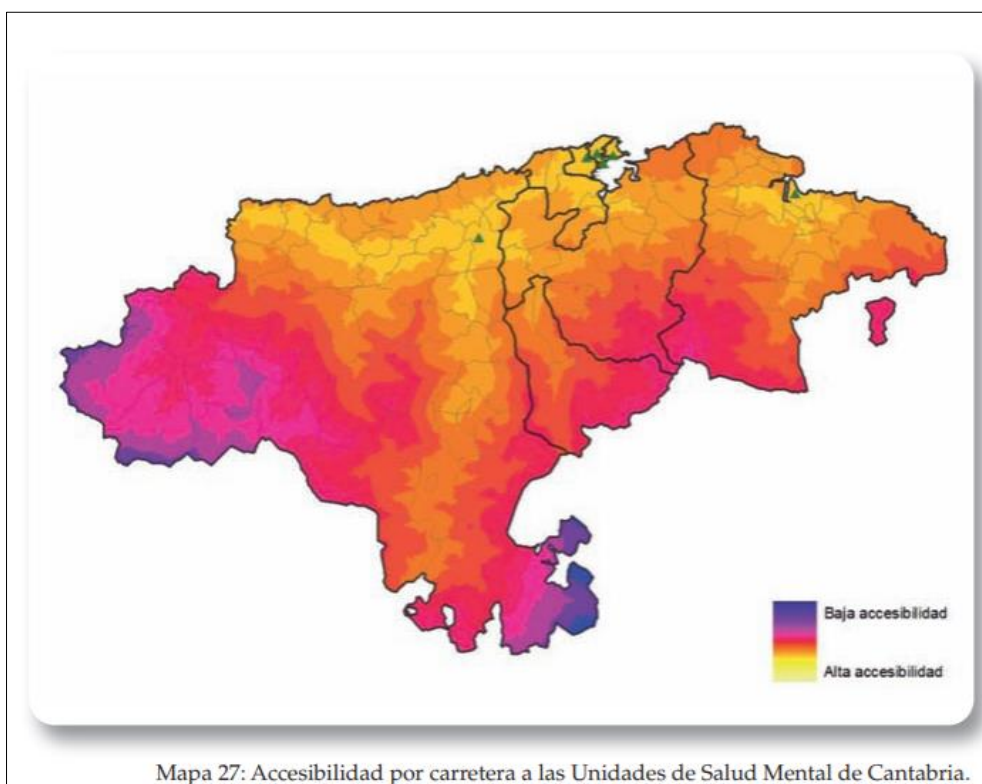 Baja accesibilidad
Alta accesibilidad
Mapa 27: Accesibilidad por carretera a las Unidades de Salud Mental de Cantabria.